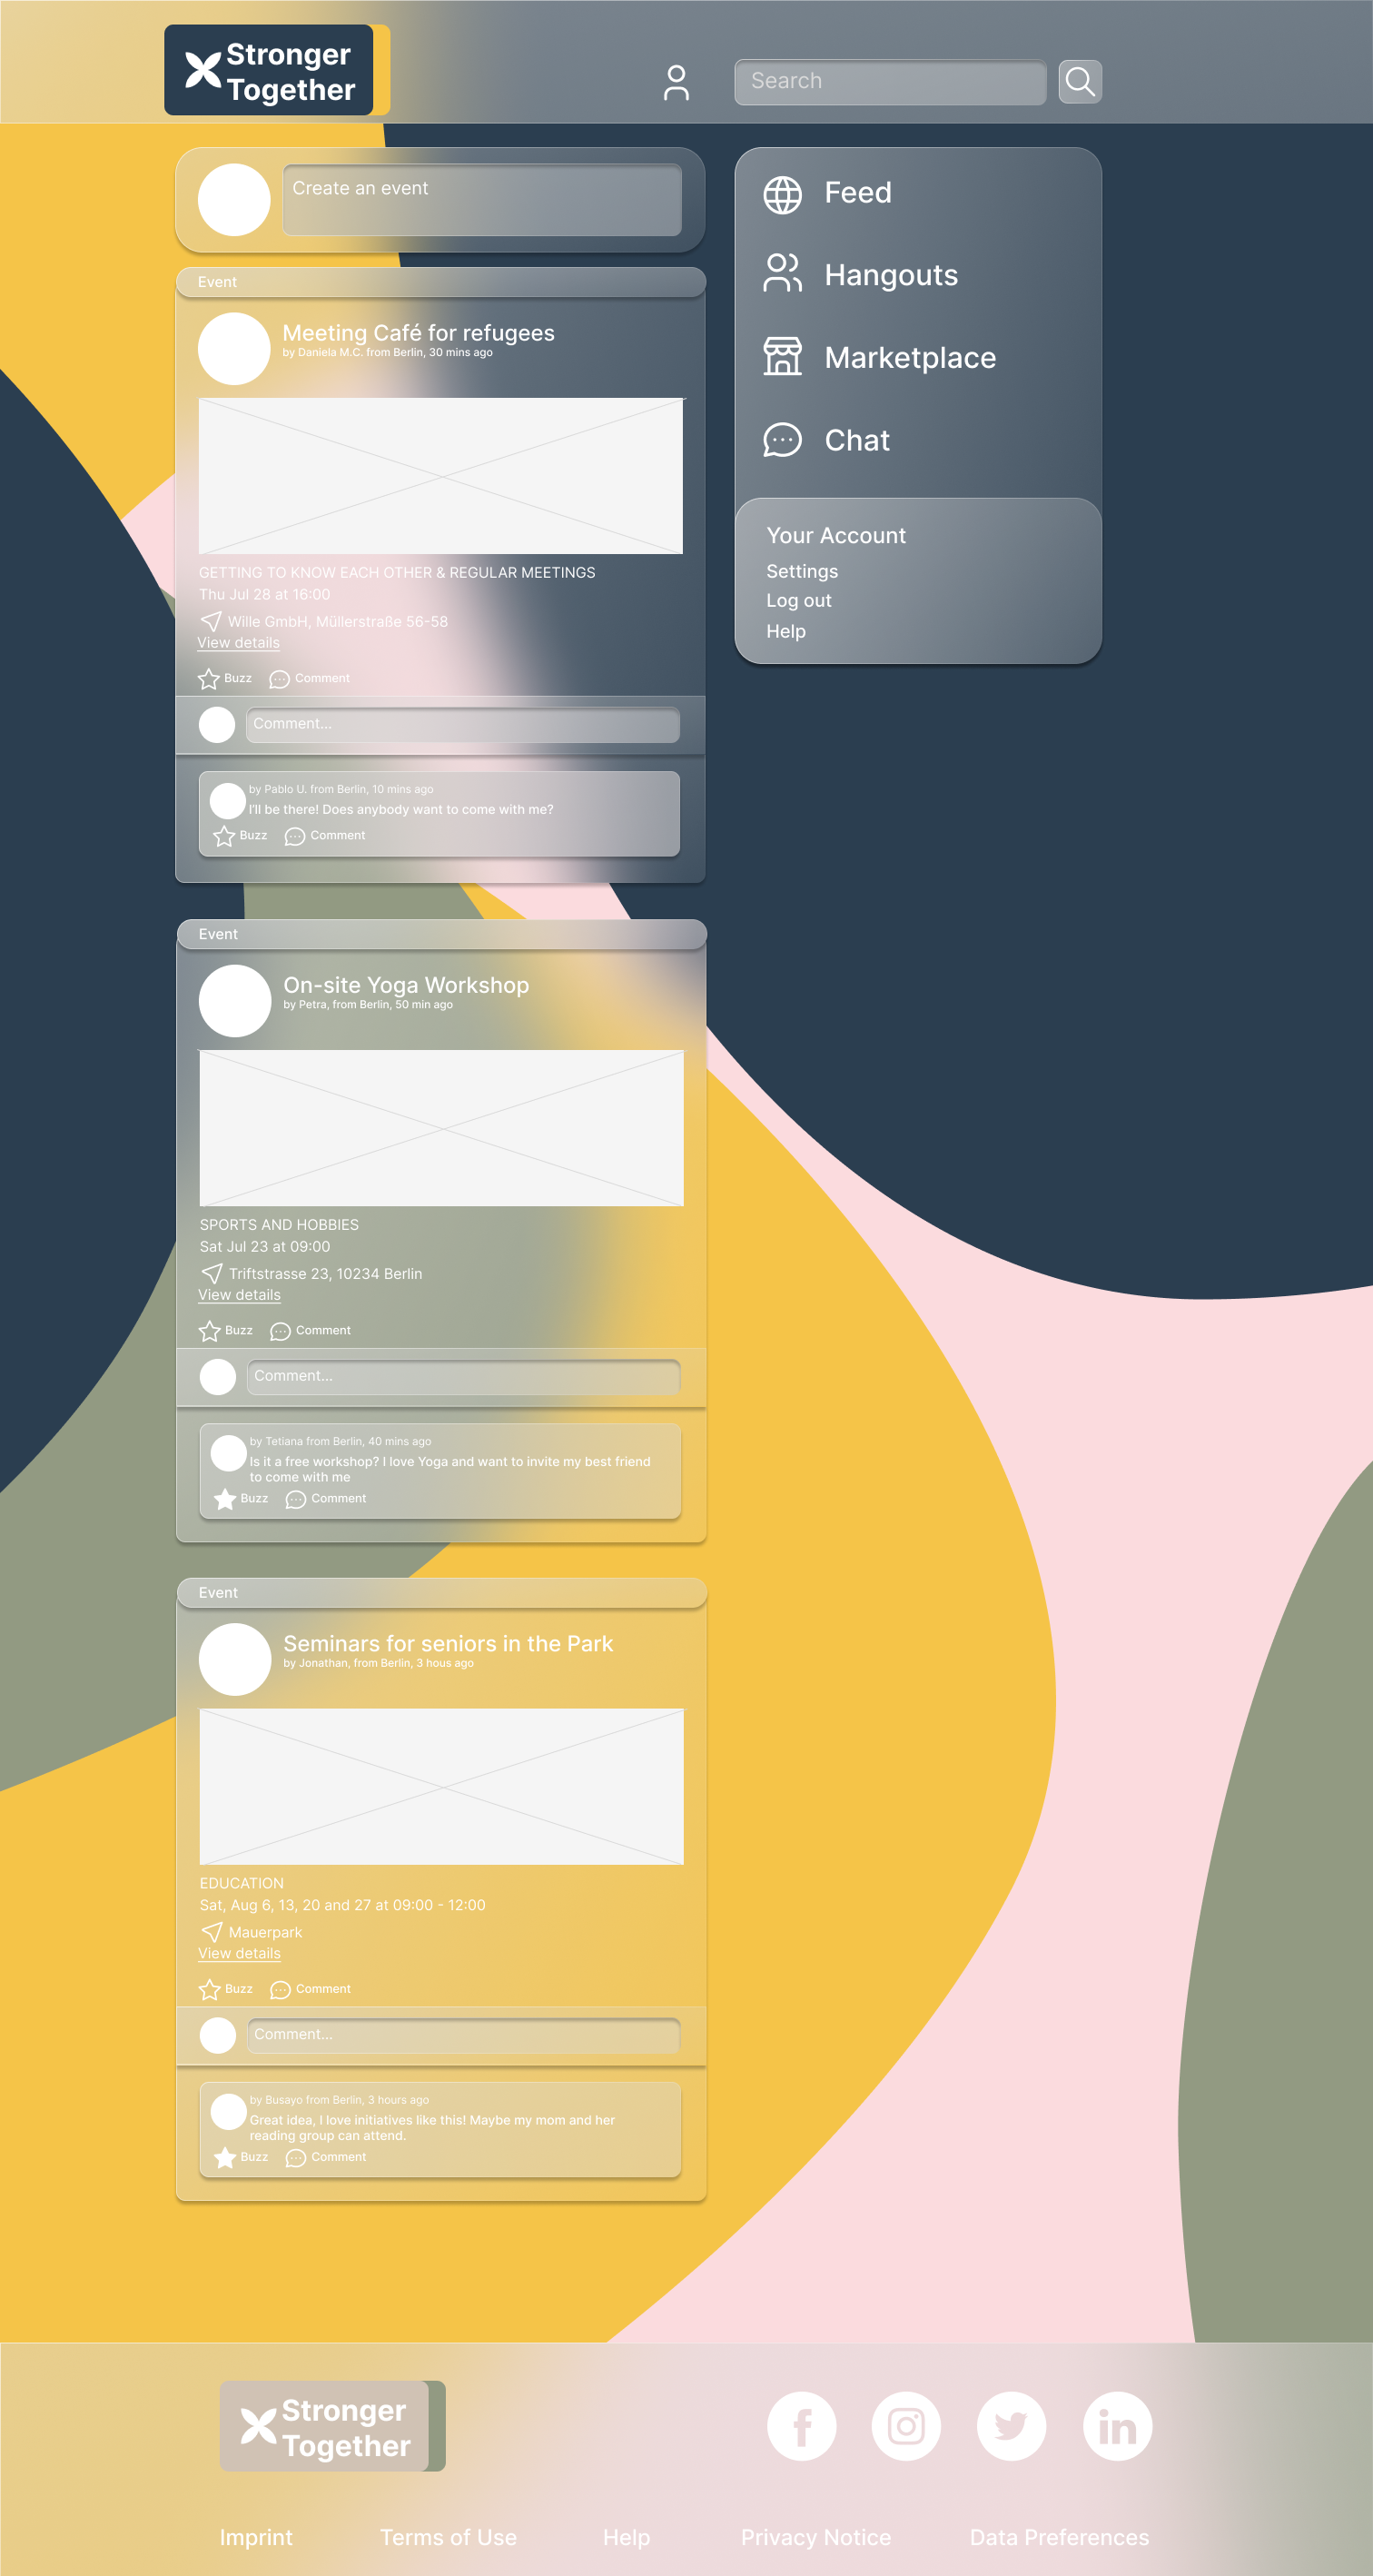 Stronger
Together
Search
Create an event
Event
Meeting Café for refugees
by Daniela M.C. from Berlin, 30 mins ago
GETTING TO KNOW EACH OTHER & REGULAR MEETINGS
Thu Jul 28 at 16:00
Wille GmbH, Müllerstraße 56-58
View details
Buzz Comment
Comment...
by Pablo U. from Berlin, 10 mins ago
I'll be there! Does anybody want to come with me?
Buzz Comment
Feed
Hangouts
Marketplace
Chat
Your Account
Settings
Log out
Help
Event
On-site Yoga Workshop
by Petra, from Berlin, 50 min ago
SPORTS AND HOBBIES
Sat Jul 23 at 09:00
Triftstrasse 23, 10234 Berlin
View details
Buzz Comment
Comment...
by Tetiana from Berlin, 40 mins ago
Is it a free workshop? I love Yoga and want to invite my best friend
to come with me
Buzz Comment
Event
Seminars for seniors in the Park
by Jonathan, from Berlin, 3 hous ago
EDUCATION
Sat, Aug 6, 13, 20 and 27 at 09:00 - 12:00
Mauerpark
View details
Buzz Comment
Comment...
by Busayo from Berlin, 3 hours ago
Great idea, I love initiatives like this! Maybe my mom and her
reading group can attend.
Buzz Comment
Stronger
Together
Imprint Terms of Use Help Privacy Notice Data Preferences